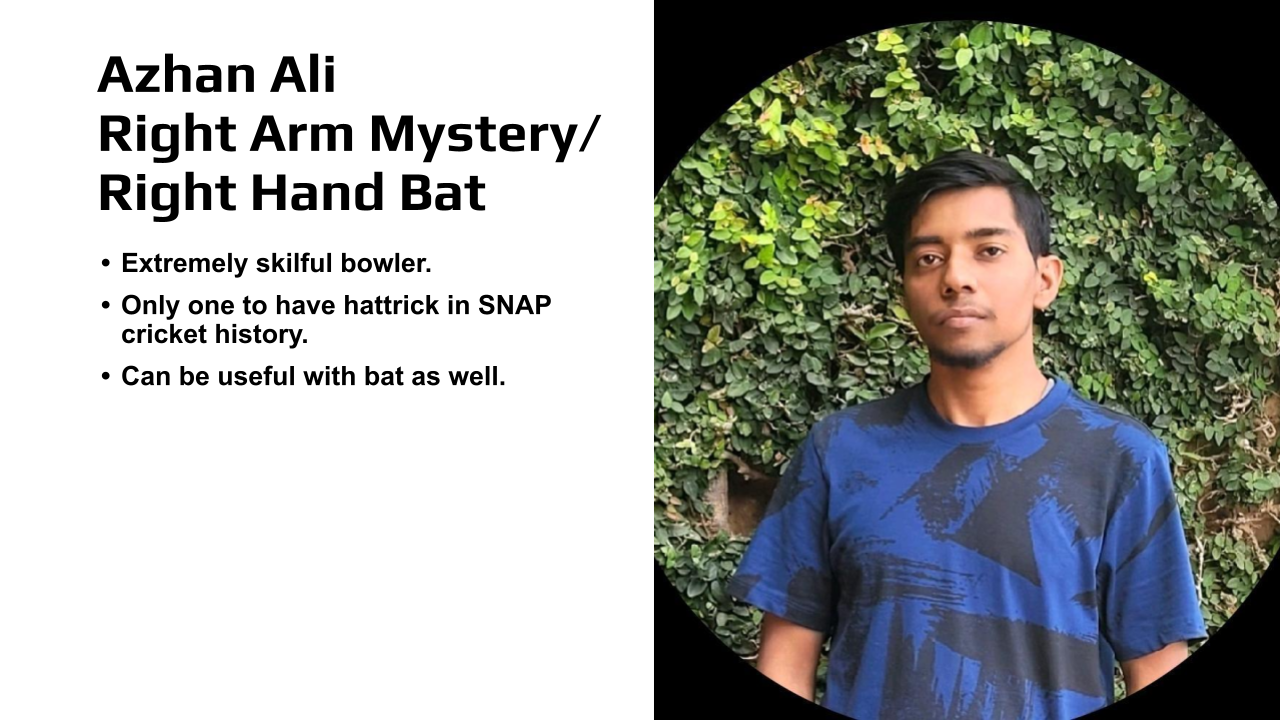 Azhan Ali
Right Arm Mystery/
Right Hand Bat
• Extremely skilful bowler.
• Only one to have hattrick in SNAP
cricket history.
• Can be useful with bat as well.